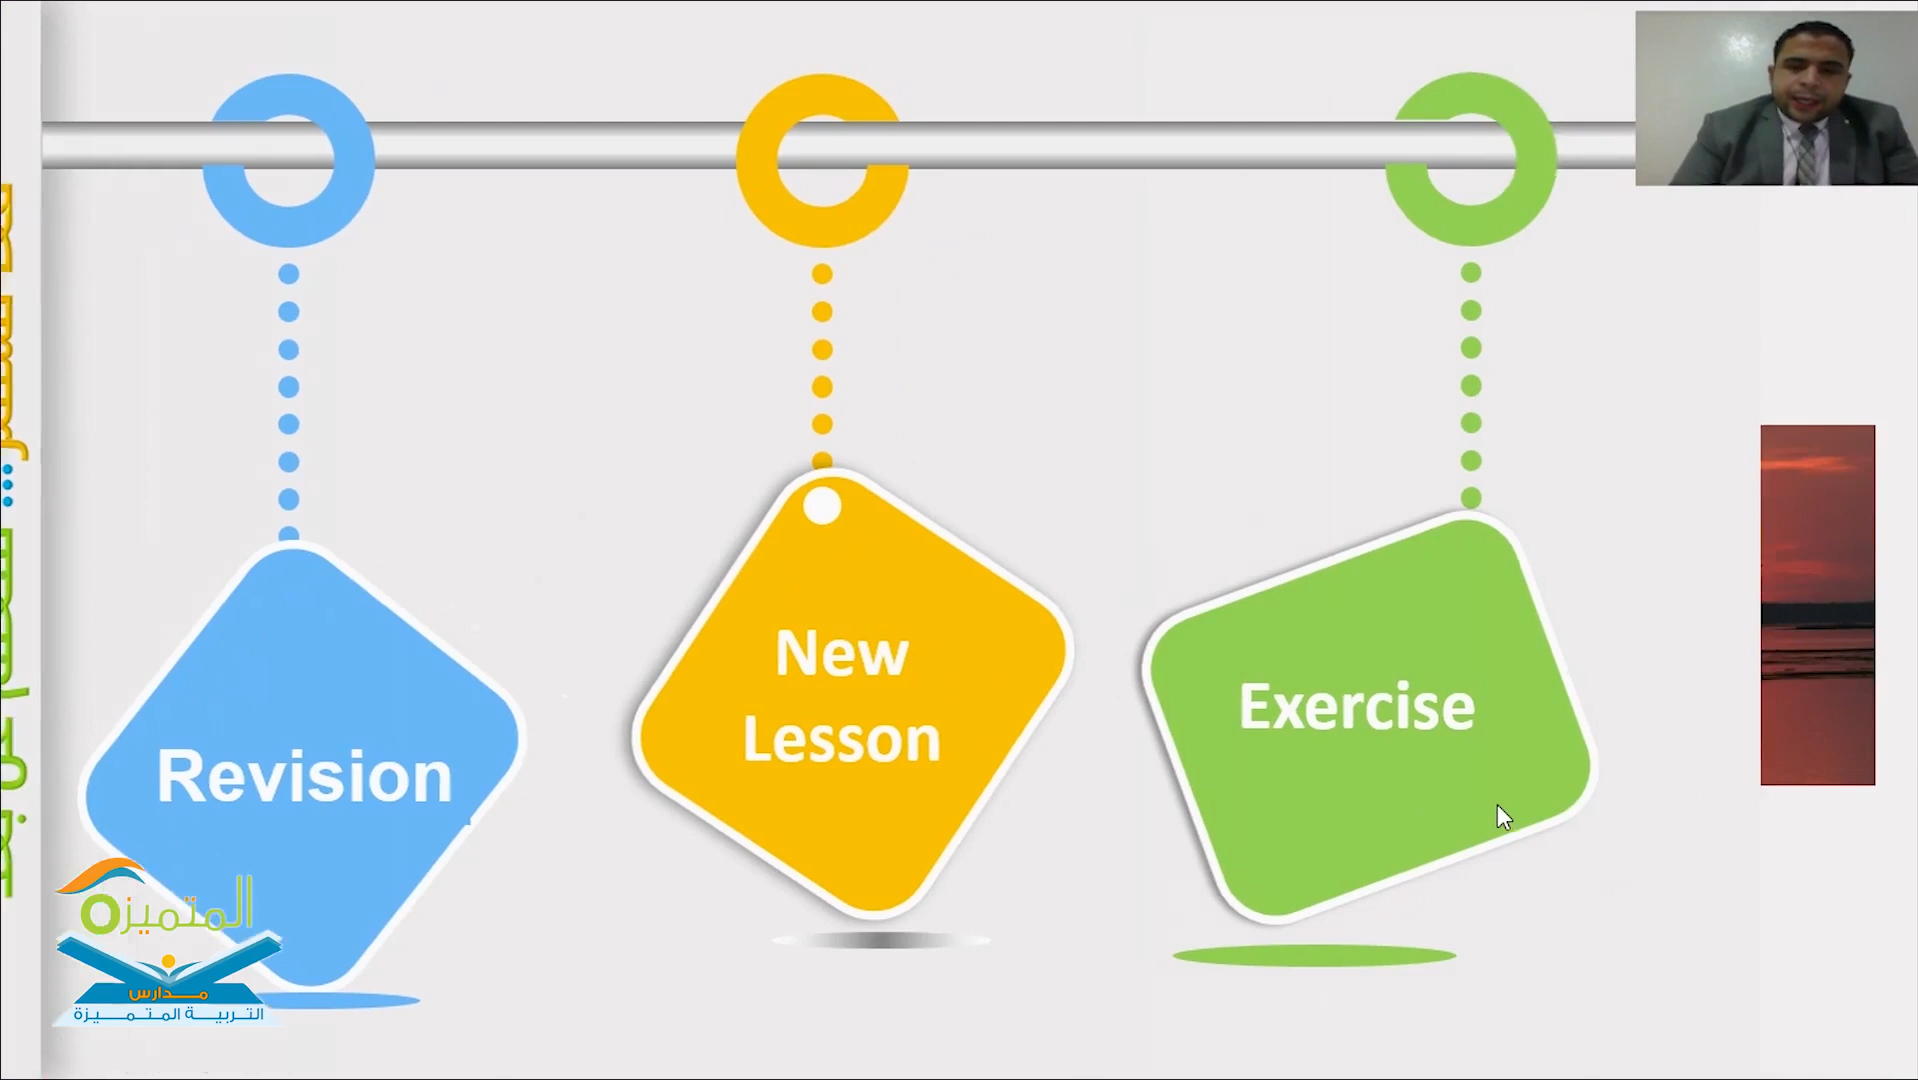 Revision
New
Lesson
Exercise
المتميزة
مدارس
التربية المتميزة